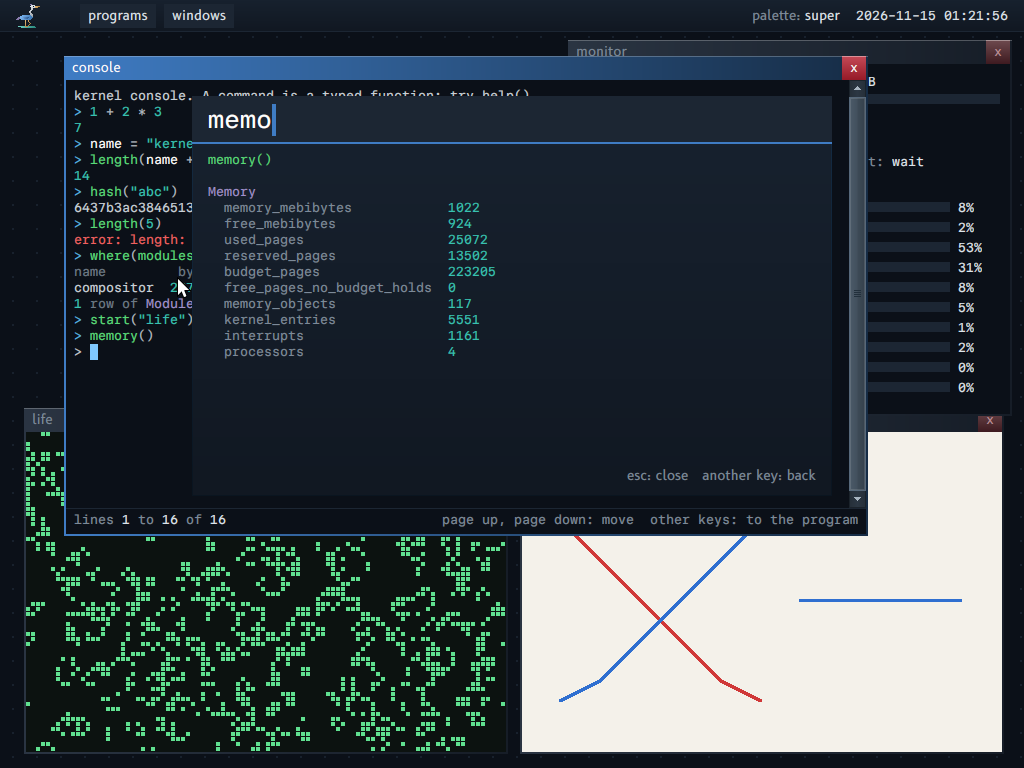 programs windows palette: super 2026-11-15 01:21:56
monitor x
console x
B
kernel console. A command is a typed function: try help()
> 1 + 2 * 3
7
> name = "kerne
> length(name +
14
> hash("abc")
6437b3ac3846513
> length(5)
error: length:
> where(modules
name by
compositor 2 7
1 row of Module
> start("life")
> memory()
>
memo
memory()
Memory
memory_mebibytes 1022
free_mebibytes 924
used_pages 25072
reserved_pages 13502
budget_pages 223205
free_pages_no_budget_holds 0
memory_objects 117
kernel_entries 5551
interrupts 1161
processors 4
esc: close another key: back
t: wait
8%
2%
53%
31%
8%
5%
1%
2%
0%
0%
lines 1 to 16 of 16 page up, page down: move other keys: to the program
life x